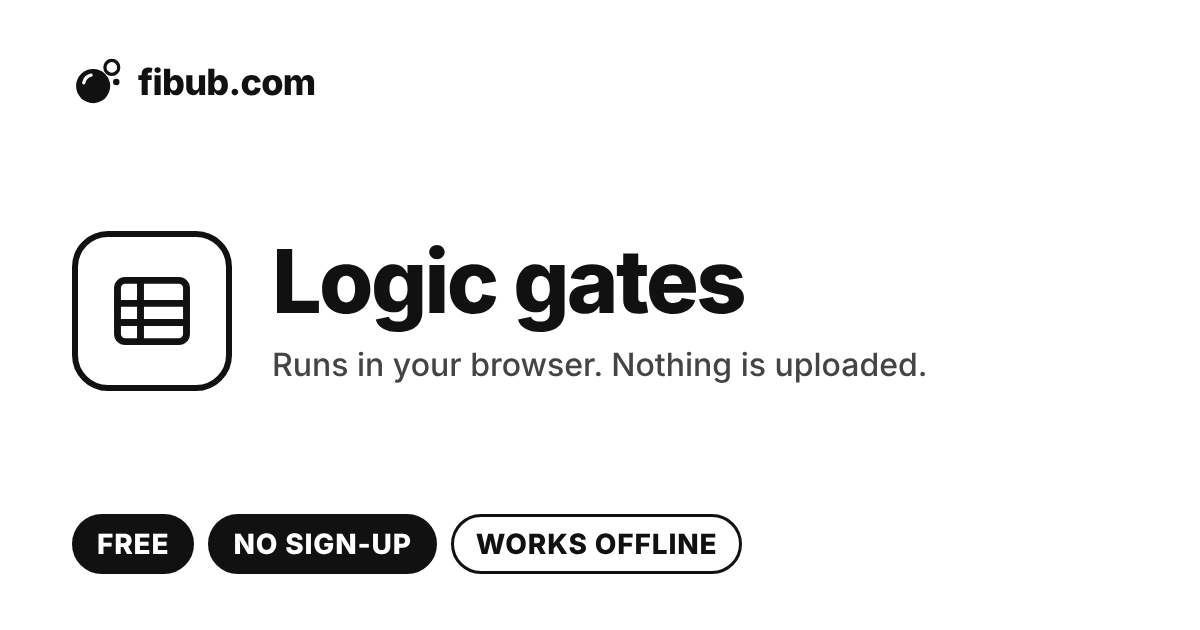 fibub.com
Logic gates
Runs in your browser. Nothing is uploaded.
FREE
NO SIGN-UP
WORKS OFFLINE